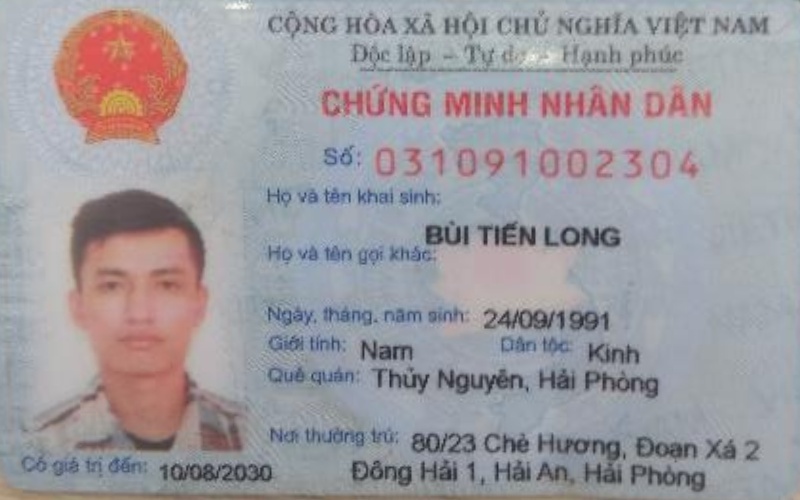 CỘNG HÒA XÃ HỘI CHỦ NGHĨA VIỆT NAM
Độc lập – Tự do – Hạnh phúc
CHỨNG MINH NHÂN DÂN
Số: 031091002304
Họ và tên khai sinh:
BÙI TIẾN LONG
Họ và tên gọi khác:
Ngày, tháng, năm sinh: 24/09/1991
Giới tính: Nam Dân tộc: Kinh
Quê quán: Thủy Nguyên, Hải Phòng
Nơi thường trú: 80/23 Chè Hương, Đoạn Xá 2
Đông Hải 1, Hải An, Hải Phòng
Có giá trị đến: 10/08/2030